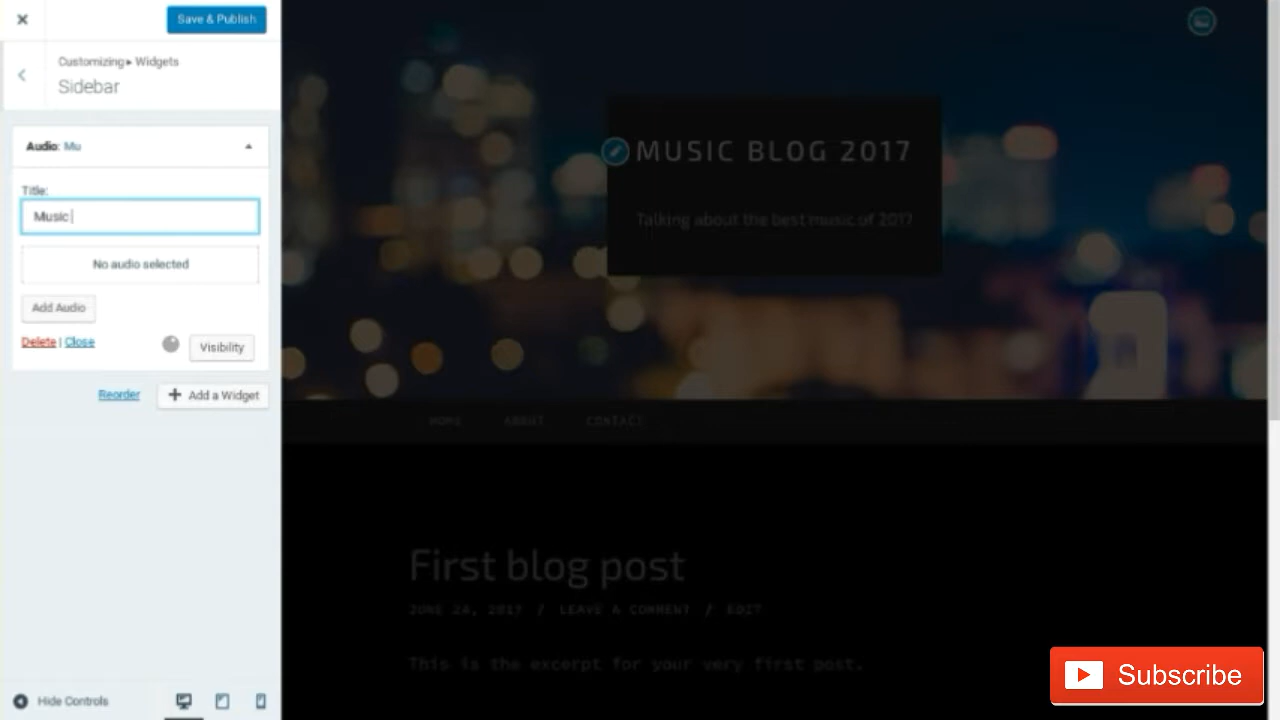 Save & Publish
Customizing ▸ Widgets
Sidebar
Audio: Mu
Title:
Music
No audio selected
Add Audio
Delete | Close
Visibility
Reorder
Add a Widget
Hide Controls
MUSIC BLOG 2017
Talking about the best music of 2017
HOME ABOUT CONTACT
First blog post
JUNE 24, 2017 / LEAVE A COMMENT / EDIT
This is the excerpt for your very first post.
Subscribe